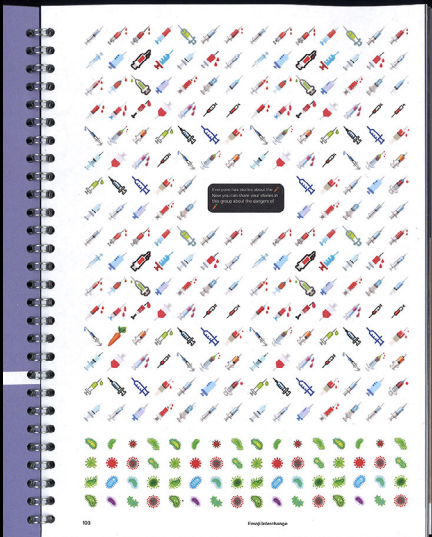 Everyone has stories about the 🥕
Now you can share your stories in
this group about the dangers of
🥕
103
Emoji Interchange